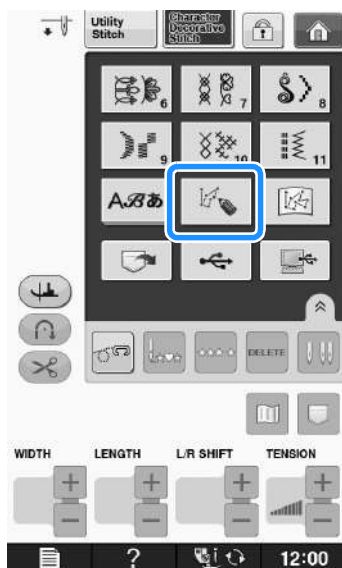 Utility
Stitch
Character
Decorative
Stitch
6
7
8
9
10
11
ABあ
DELETE
WIDTH
LENGTH
L/R SHIFT
TENSION
+
+
+
+
−
−
−
−
?
12:00